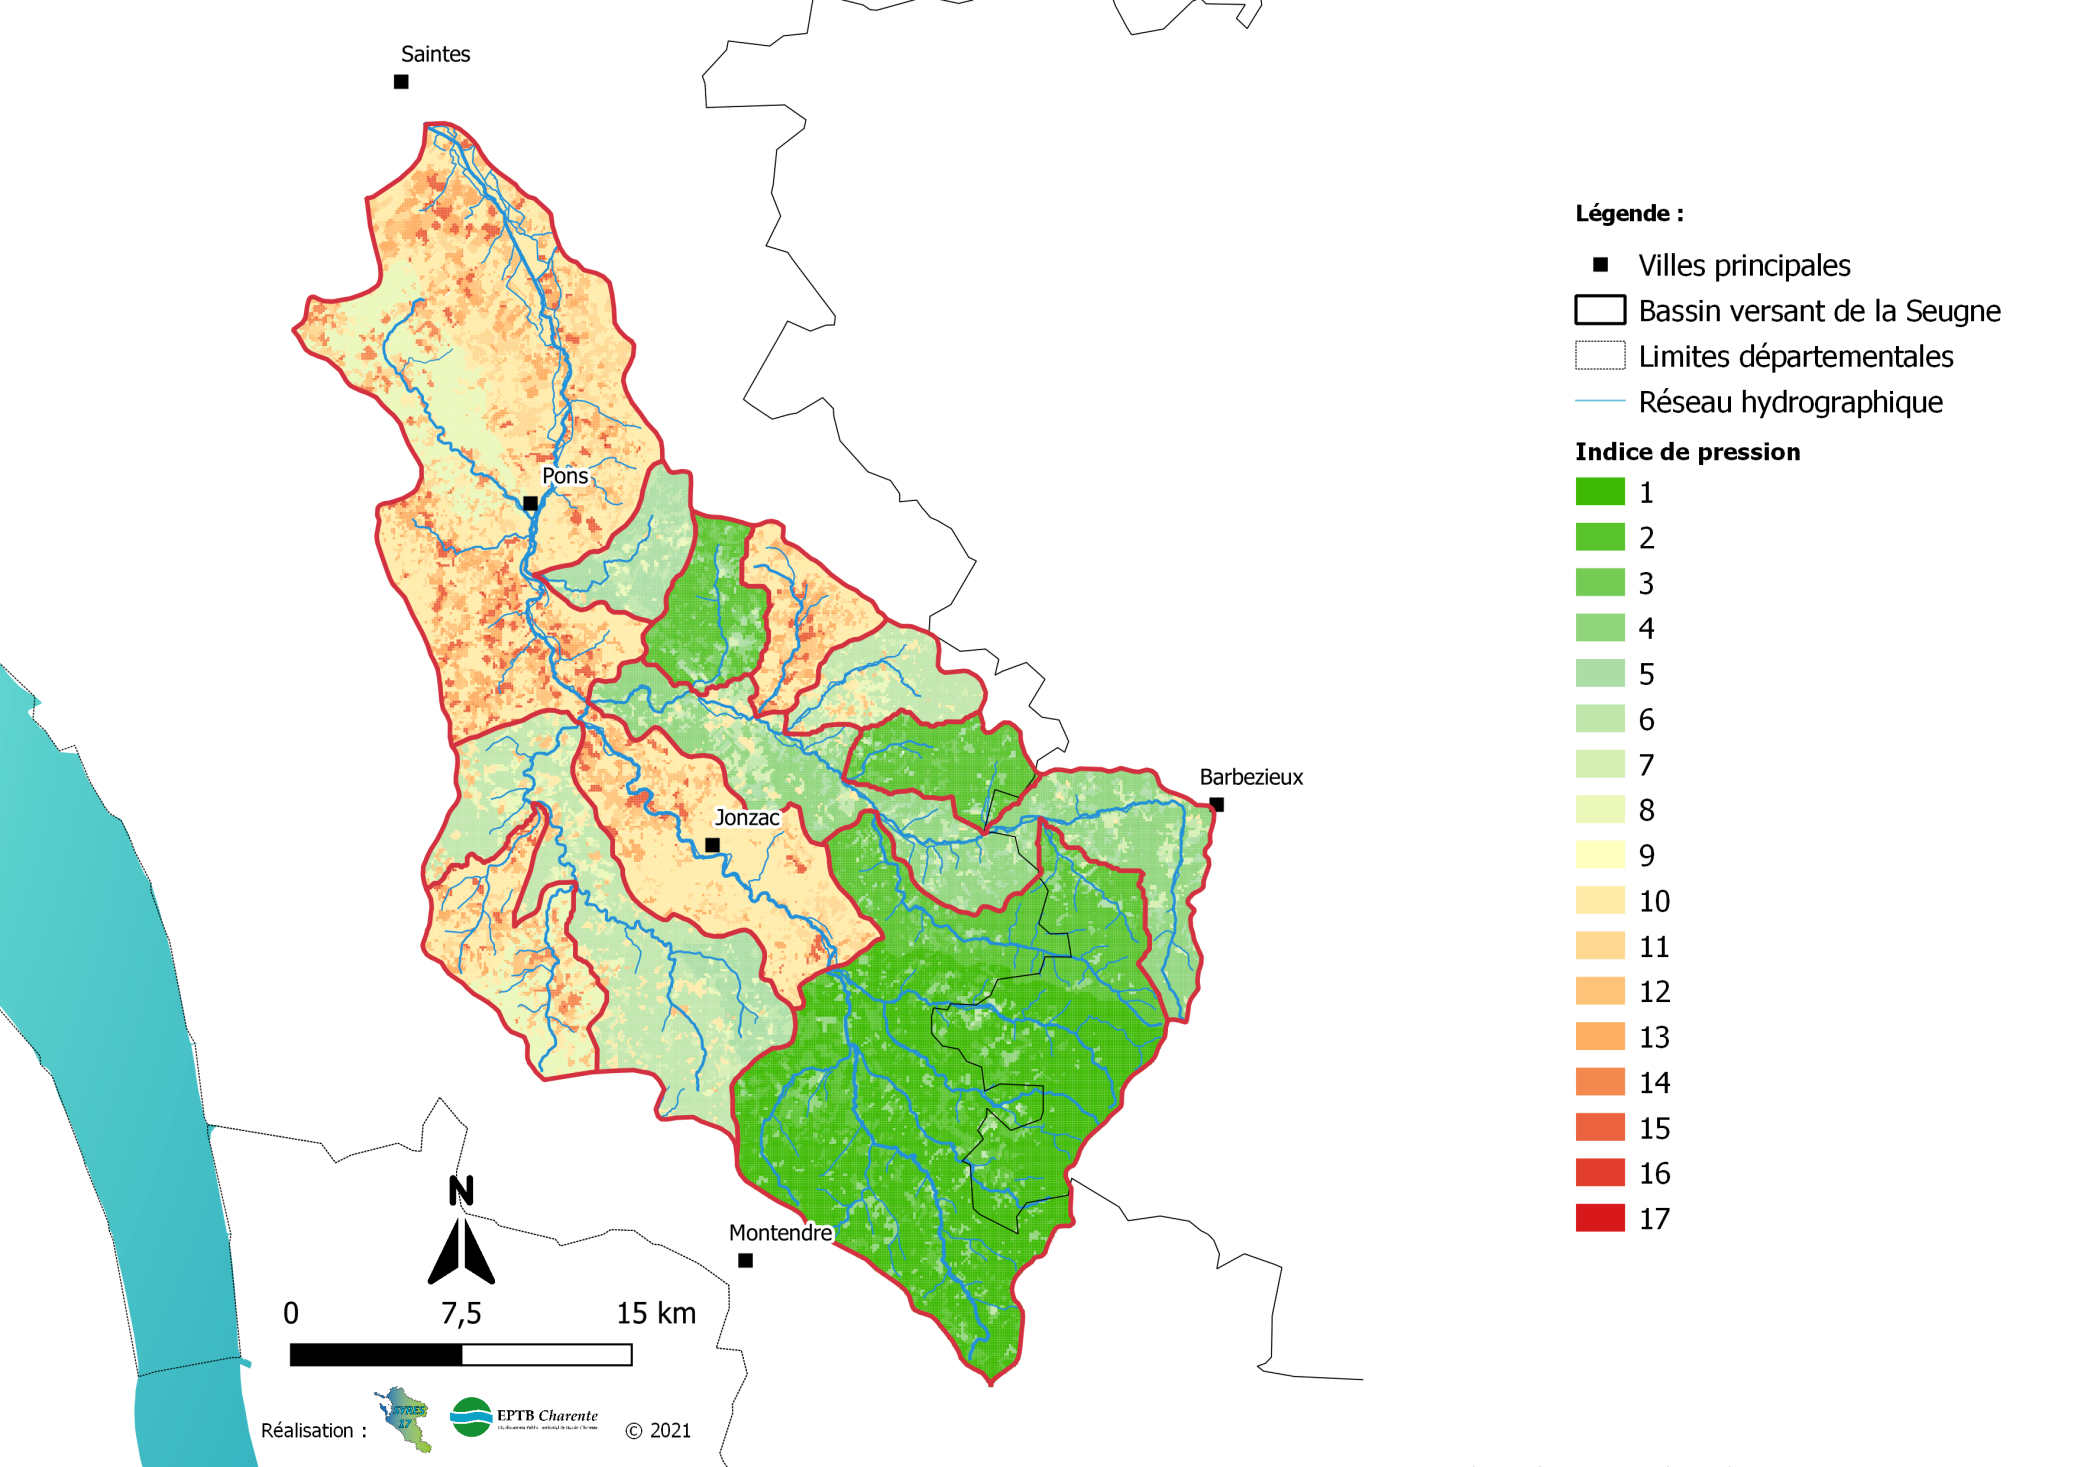 Saintes
Pons
Jonzac
Barbezieux
Montendre
N
0 7,5 15 km
Réalisation :
SYRES
17
EPTB Charente
© 2021
Légende :
Villes principales
Bassin versant de la Seugne
Limites départementales
Réseau hydrographique
Indice de pression
1
2
3
4
5
6
7
8
9
10
11
12
13
14
15
16
17